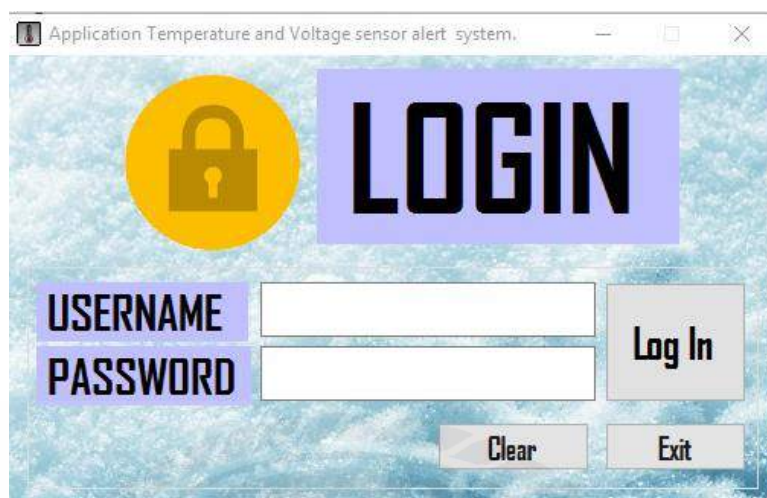 Application Temperature and Voltage sensor alert system.
LOGIN
USERNAME
PASSWORD
Log In
Clear
Exit